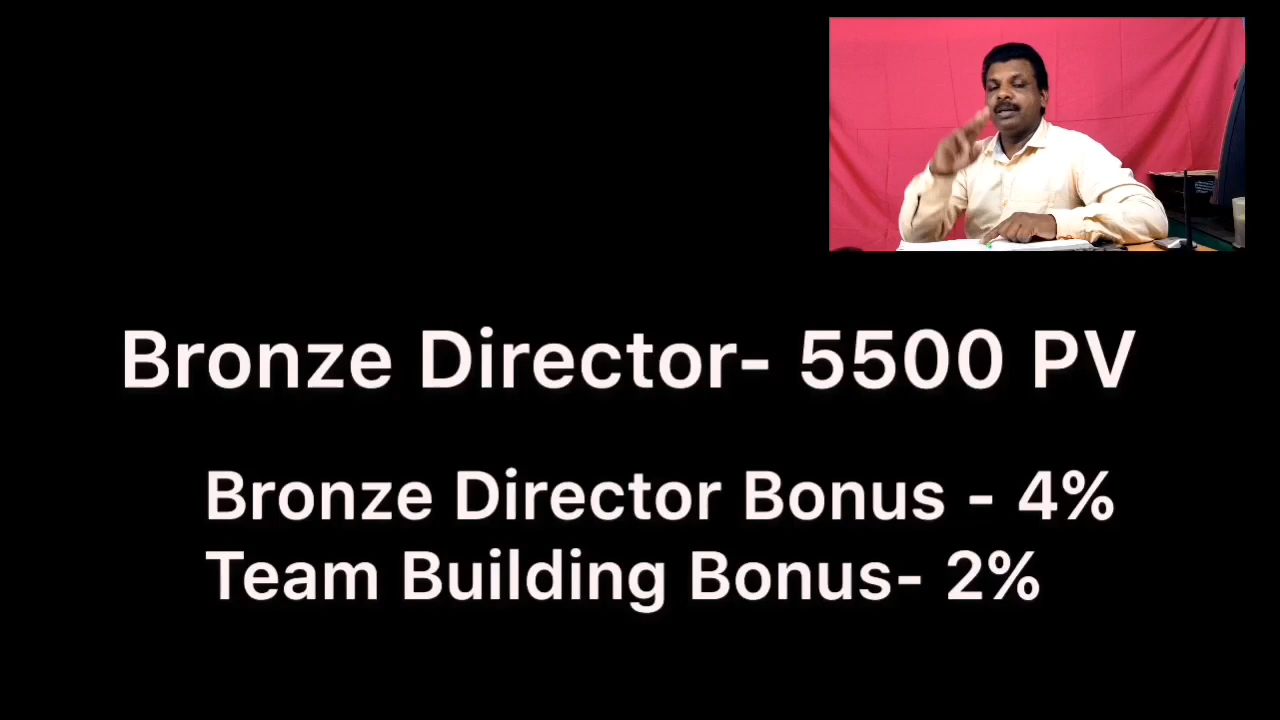 Bronze Director- 5500 PV
Bronze Director Bonus - 4%
Team Building Bonus- 2%